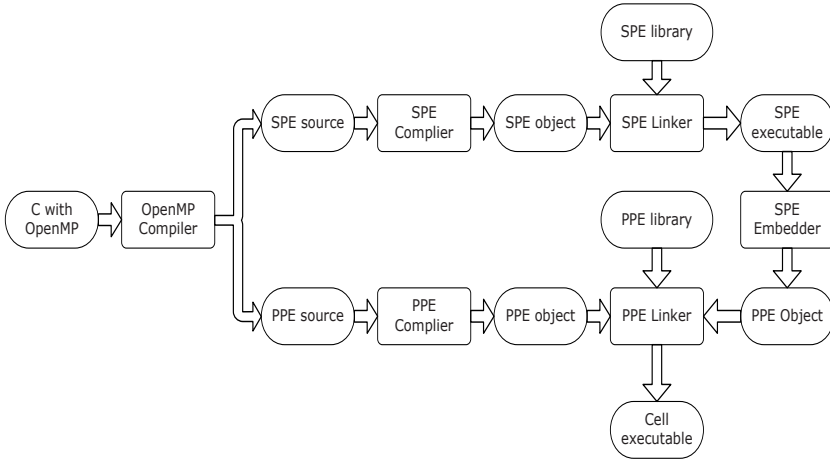 SPE library
SPE source
SPE
Complier
SPE object
SPE Linker
SPE
executable
C with
OpenMP
OpenMP
Compiler
PPE library
SPE
Embedder
PPE source
PPE
Complier
PPE object
PPE Linker
PPE Object
Cell
executable